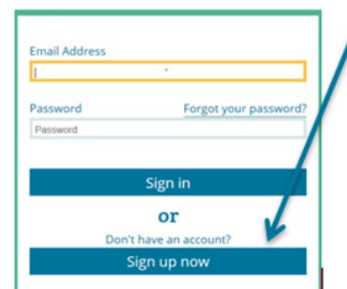 Email Address
Password Forgot your password?
Password
Sign in
or
Don't have an account?
Sign up now